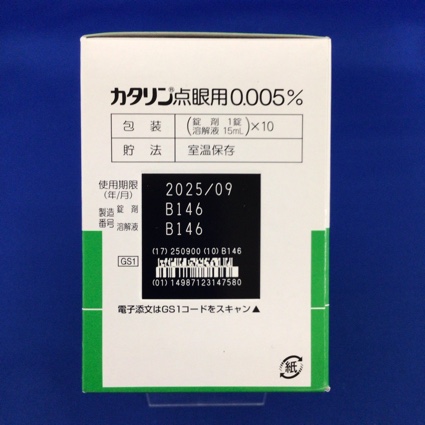 カタリン®点眼用0.005%
包装 (錠剤 1錠 溶解液 15mL)×10
貯法 室温保存
使用期限 (年/月) 2025/09
製造番号 錠剤 B146
溶解液 B146
(17) 250900 (10) B146
GS1
(01) 14987123147580
電子添文はGS1コードをスキャン▲
紙